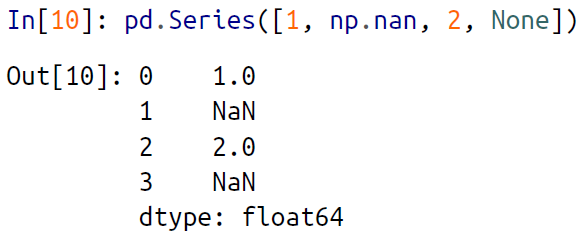 In[10]: pd.Series([1, np.nan, 2, None])
Out[10]: 0    1.0
1    NaN
2    2.0
3    NaN
dtype: float64